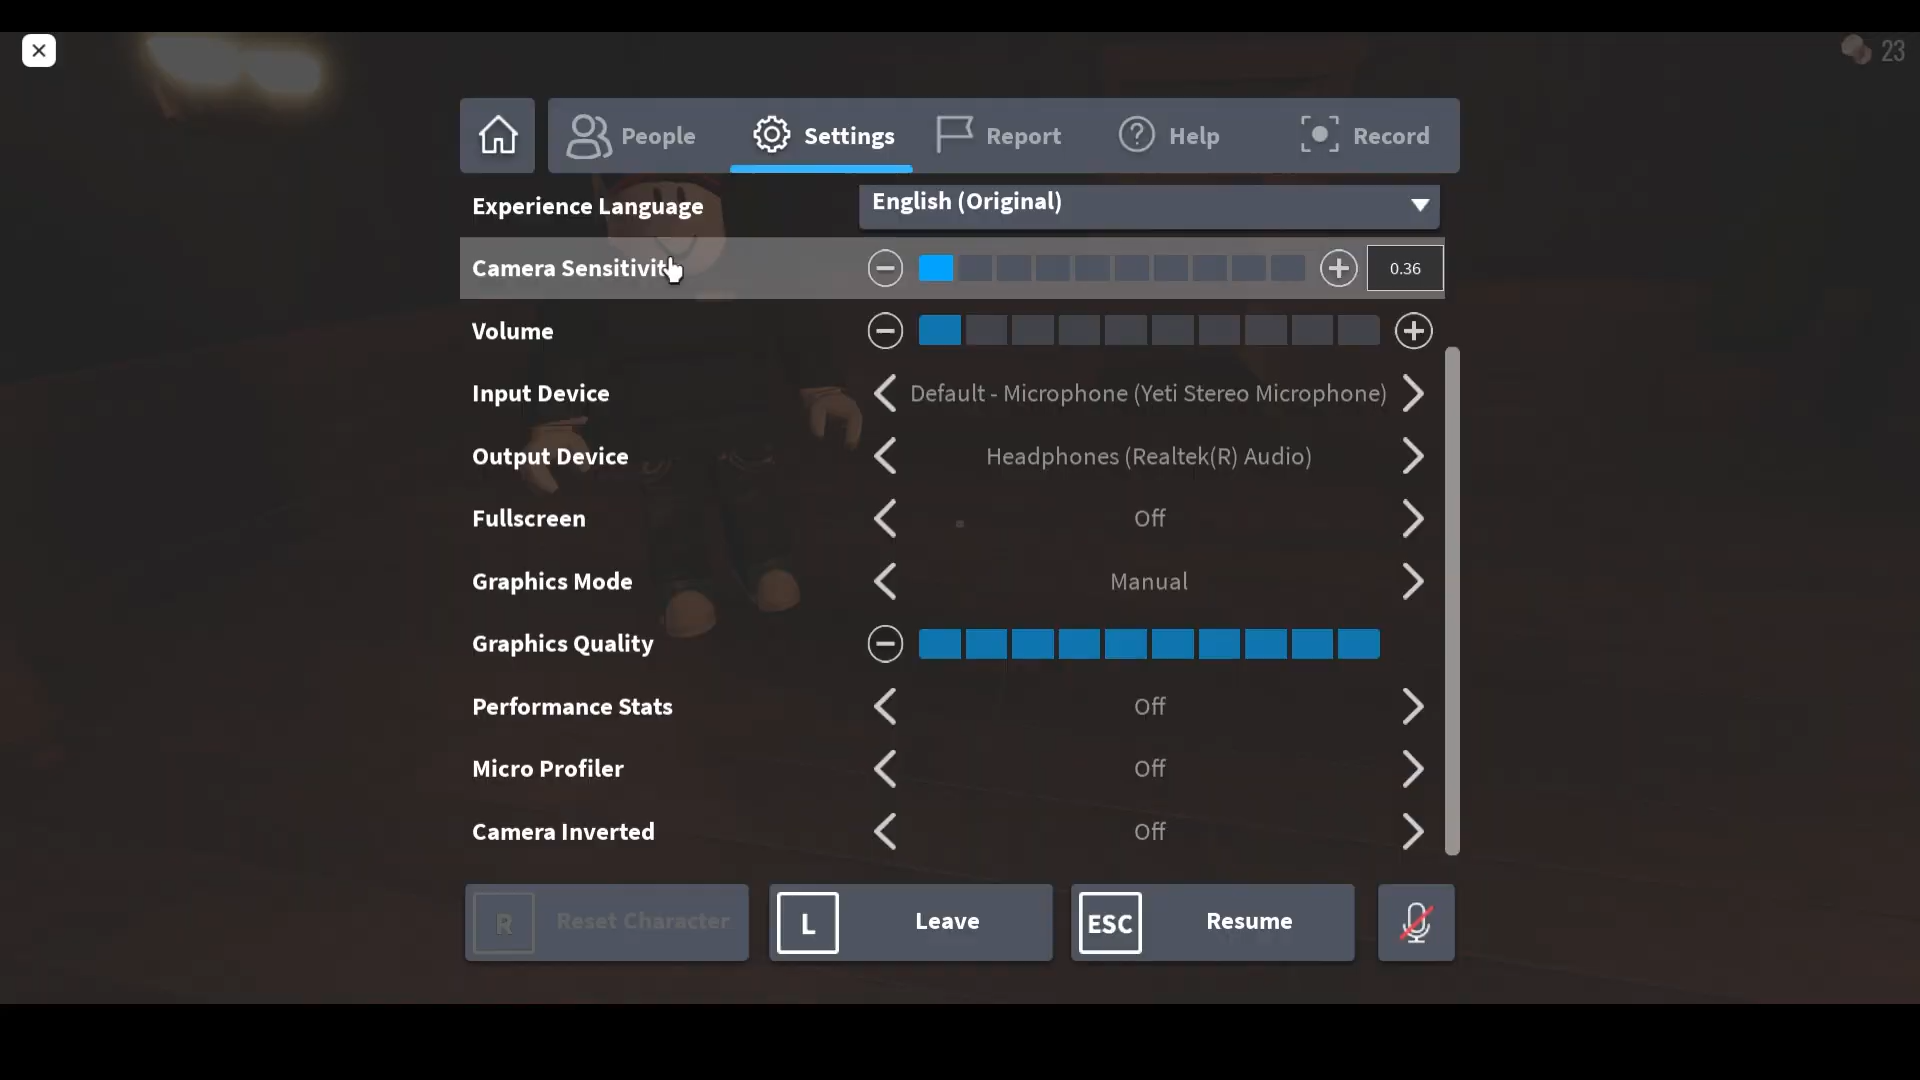 23
People
Settings
Report
Help
Record
Experience Language
English (Original)
Camera Sensitivit
0.36
Volume
Input Device
Default - Microphone (Yeti Stereo Microphone)
Output Device
Headphones (Realtek(R) Audio)
Fullscreen
Off
Graphics Mode
Manual
Graphics Quality
Performance Stats
Off
Micro Profiler
Off
Camera Inverted
Off
R Reset Character
L Leave
ESC Resume